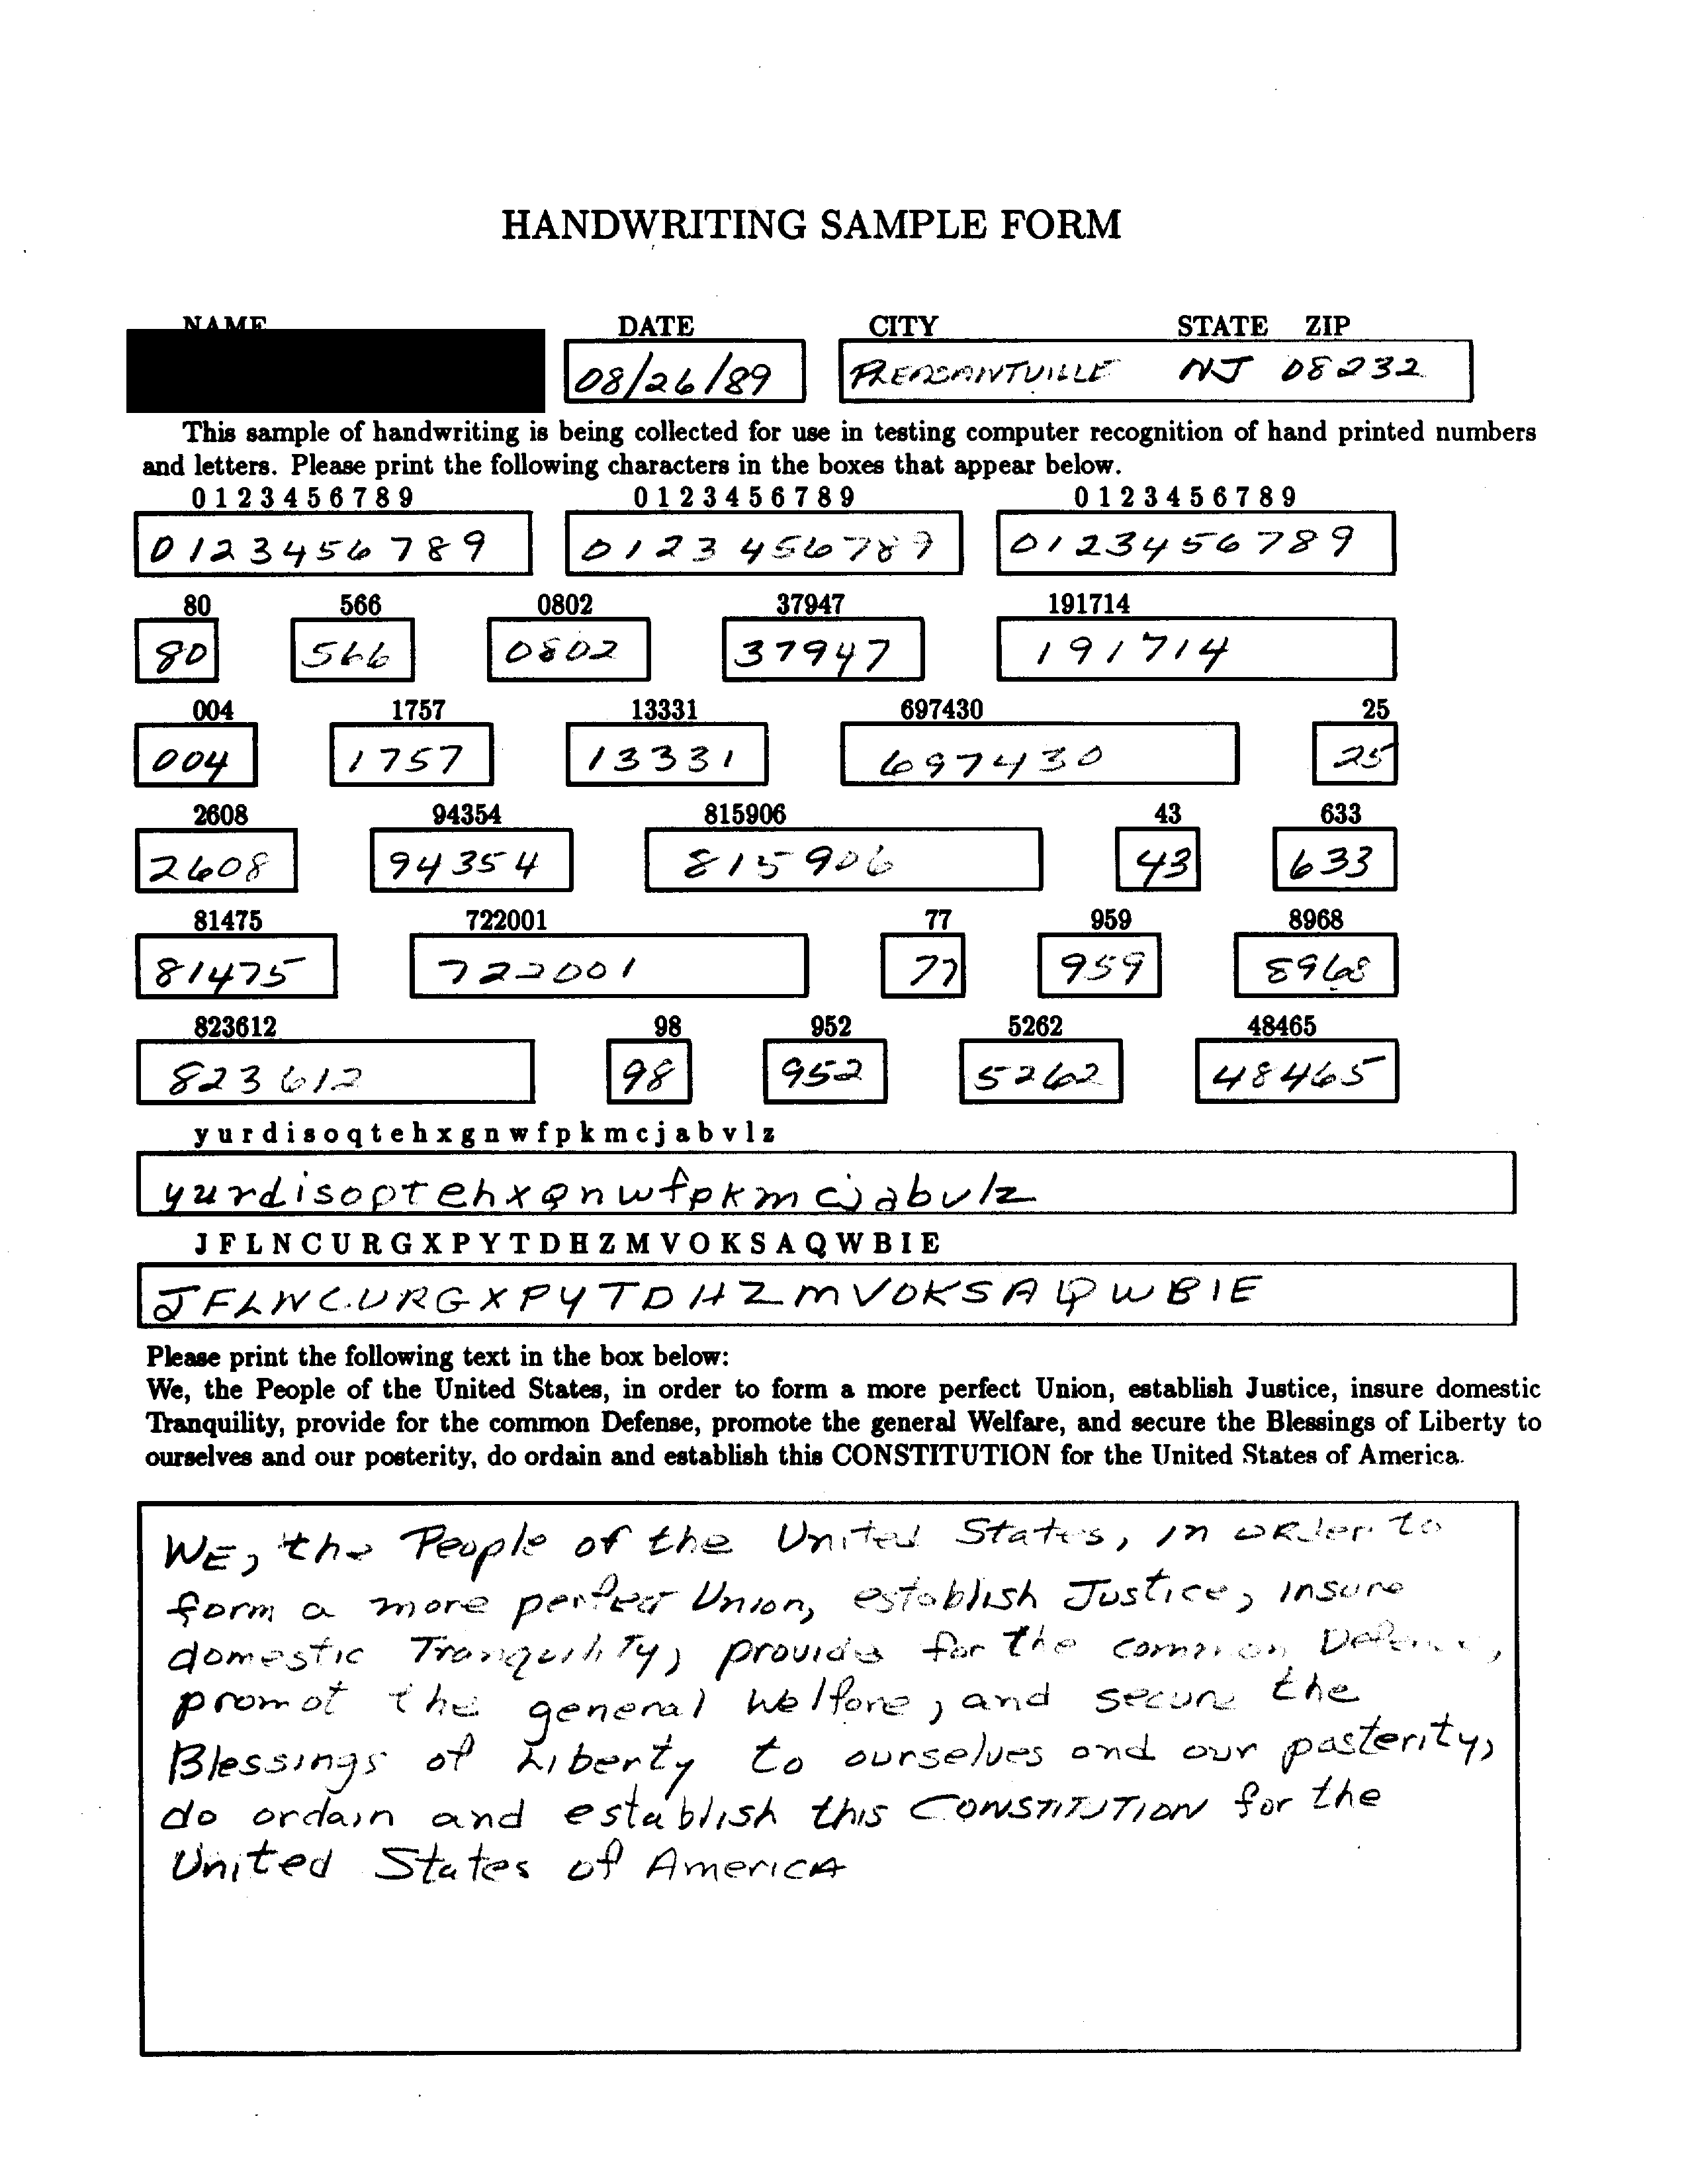 HANDWRITING SAMPLE FORM
NAME DATE CITY STATE ZIP
08/26/89 NJ 08232
This sample of handwriting is being collected for use in testing computer recognition of hand printed numbers
and letters. Please print the following characters in the boxes that appear below.
0 1 2 3 4 5 6 7 8 9 0 1 2 3 4 5 6 7 8 9 0 1 2 3 4 5 6 7 8 9
0123456789 0123456789 0123456789
80 566 0802 37947 191714
80 566 0802 37947 191714
004 1757 13331 697430 25
004 1757 13331 697430 25
2608 94354 815906 43 633
2608 94354 815906 43 633
81475 722001 77 959 8968
81475 722001 77 959 8968
823612 98 952 5262 48465
823612 98 952 5262 48465
y u r d i s o q t e h x g n w f p k m c j a b v l z
yurdisoptehxqnwfpkmcjabvlz
J F L N C U R G X P Y T D H Z M V O K S A Q W B I E
JFLNCURGXPYTDHZMVOKSAQWBIE
Please print the following text in the box below:
We, the People of the United States, in order to form a more perfect Union, establish Justice, insure domestic
Tranquility, provide for the common Defense, promote the general Welfare, and secure the Blessings of Liberty to
ourselves and our posterity, do ordain and establish this CONSTITUTION for the United States of America.
WE, the People of the United States, in order to
form a more perfect Union, establish Justice, insure
domestic Tranquility, provide for the common
promot the general Welfare, and secure the
Blessings of Liberty to ourselves and our pasterity,
do ordain and establish this CONSTITUTION for the
United States of America